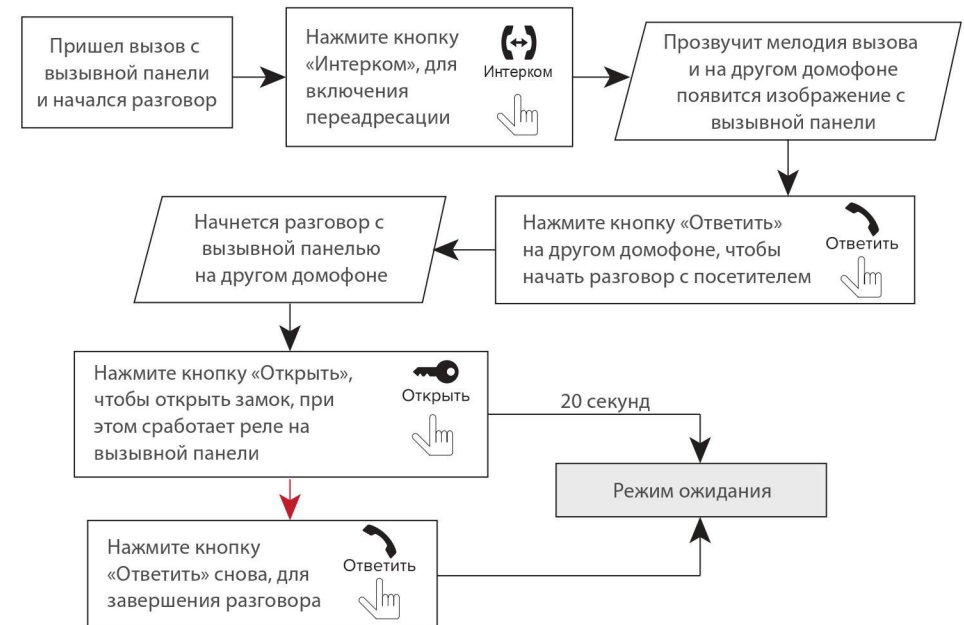 Пришел вызов с
вызывной панели
и начался разговор
Нажмите кнопку
«Интерком», для
включения
переадресации
Интерком
Прозвучит мелодия вызова
и на другом домофоне
появится изображение с
вызывной панели
Нажмите кнопку «Ответить»
на другом домофоне, чтобы
начать разговор с посетителем
Ответить
Начнется разговор с
вызывной панелью
на другом домофоне
Нажмите кнопку «Открыть»,
чтобы открыть замок, при
этом сработает реле на
вызывной панели
Открыть
20 секунд
Режим ожидания
Нажмите кнопку
«Ответить» снова, для
завершения разговора
Ответить